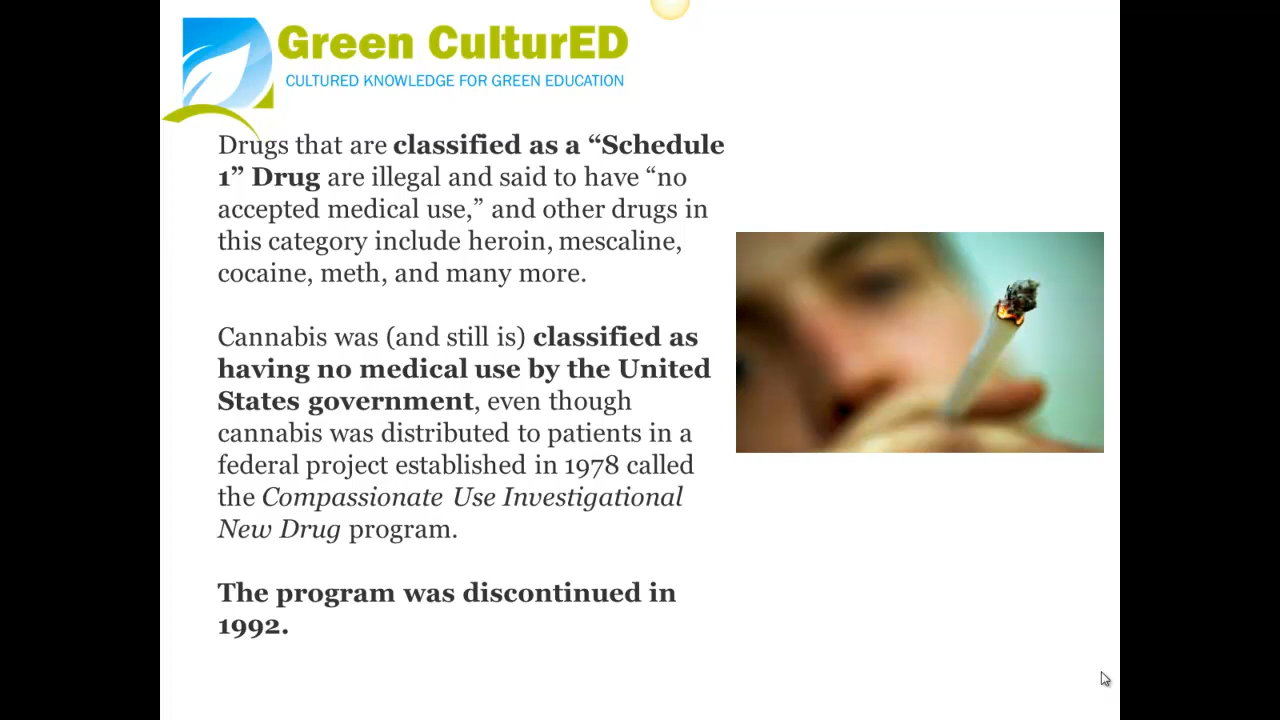 Green CulturED
CULTURED KNOWLEDGE FOR GREEN EDUCATION
Drugs that are classified as a “Schedule
1” Drug are illegal and said to have “no
accepted medical use,” and other drugs in
this category include heroin, mescaline,
cocaine, meth, and many more.
Cannabis was (and still is) classified as
having no medical use by the United
States government, even though
cannabis was distributed to patients in a
federal project established in 1978 called
the Compassionate Use Investigational
New Drug program.
The program was discontinued in
1992.